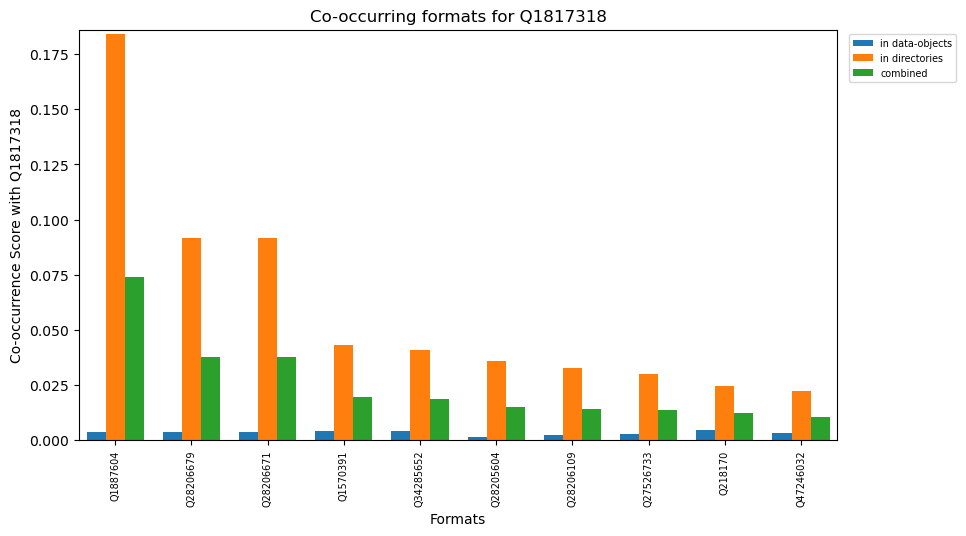 Co-occurring formats for Q1817318
in data-objects
in directories
combined
Co-occurrence Score with Q1817318
0.175
0.150
0.125
0.100
0.075
0.050
0.025
0.000
Q1887604
Q28206679
Q28206671
Q1570391
Q34285652
Q28205604
Q28206109
Q27526733
Q218170
Q47246032
Formats